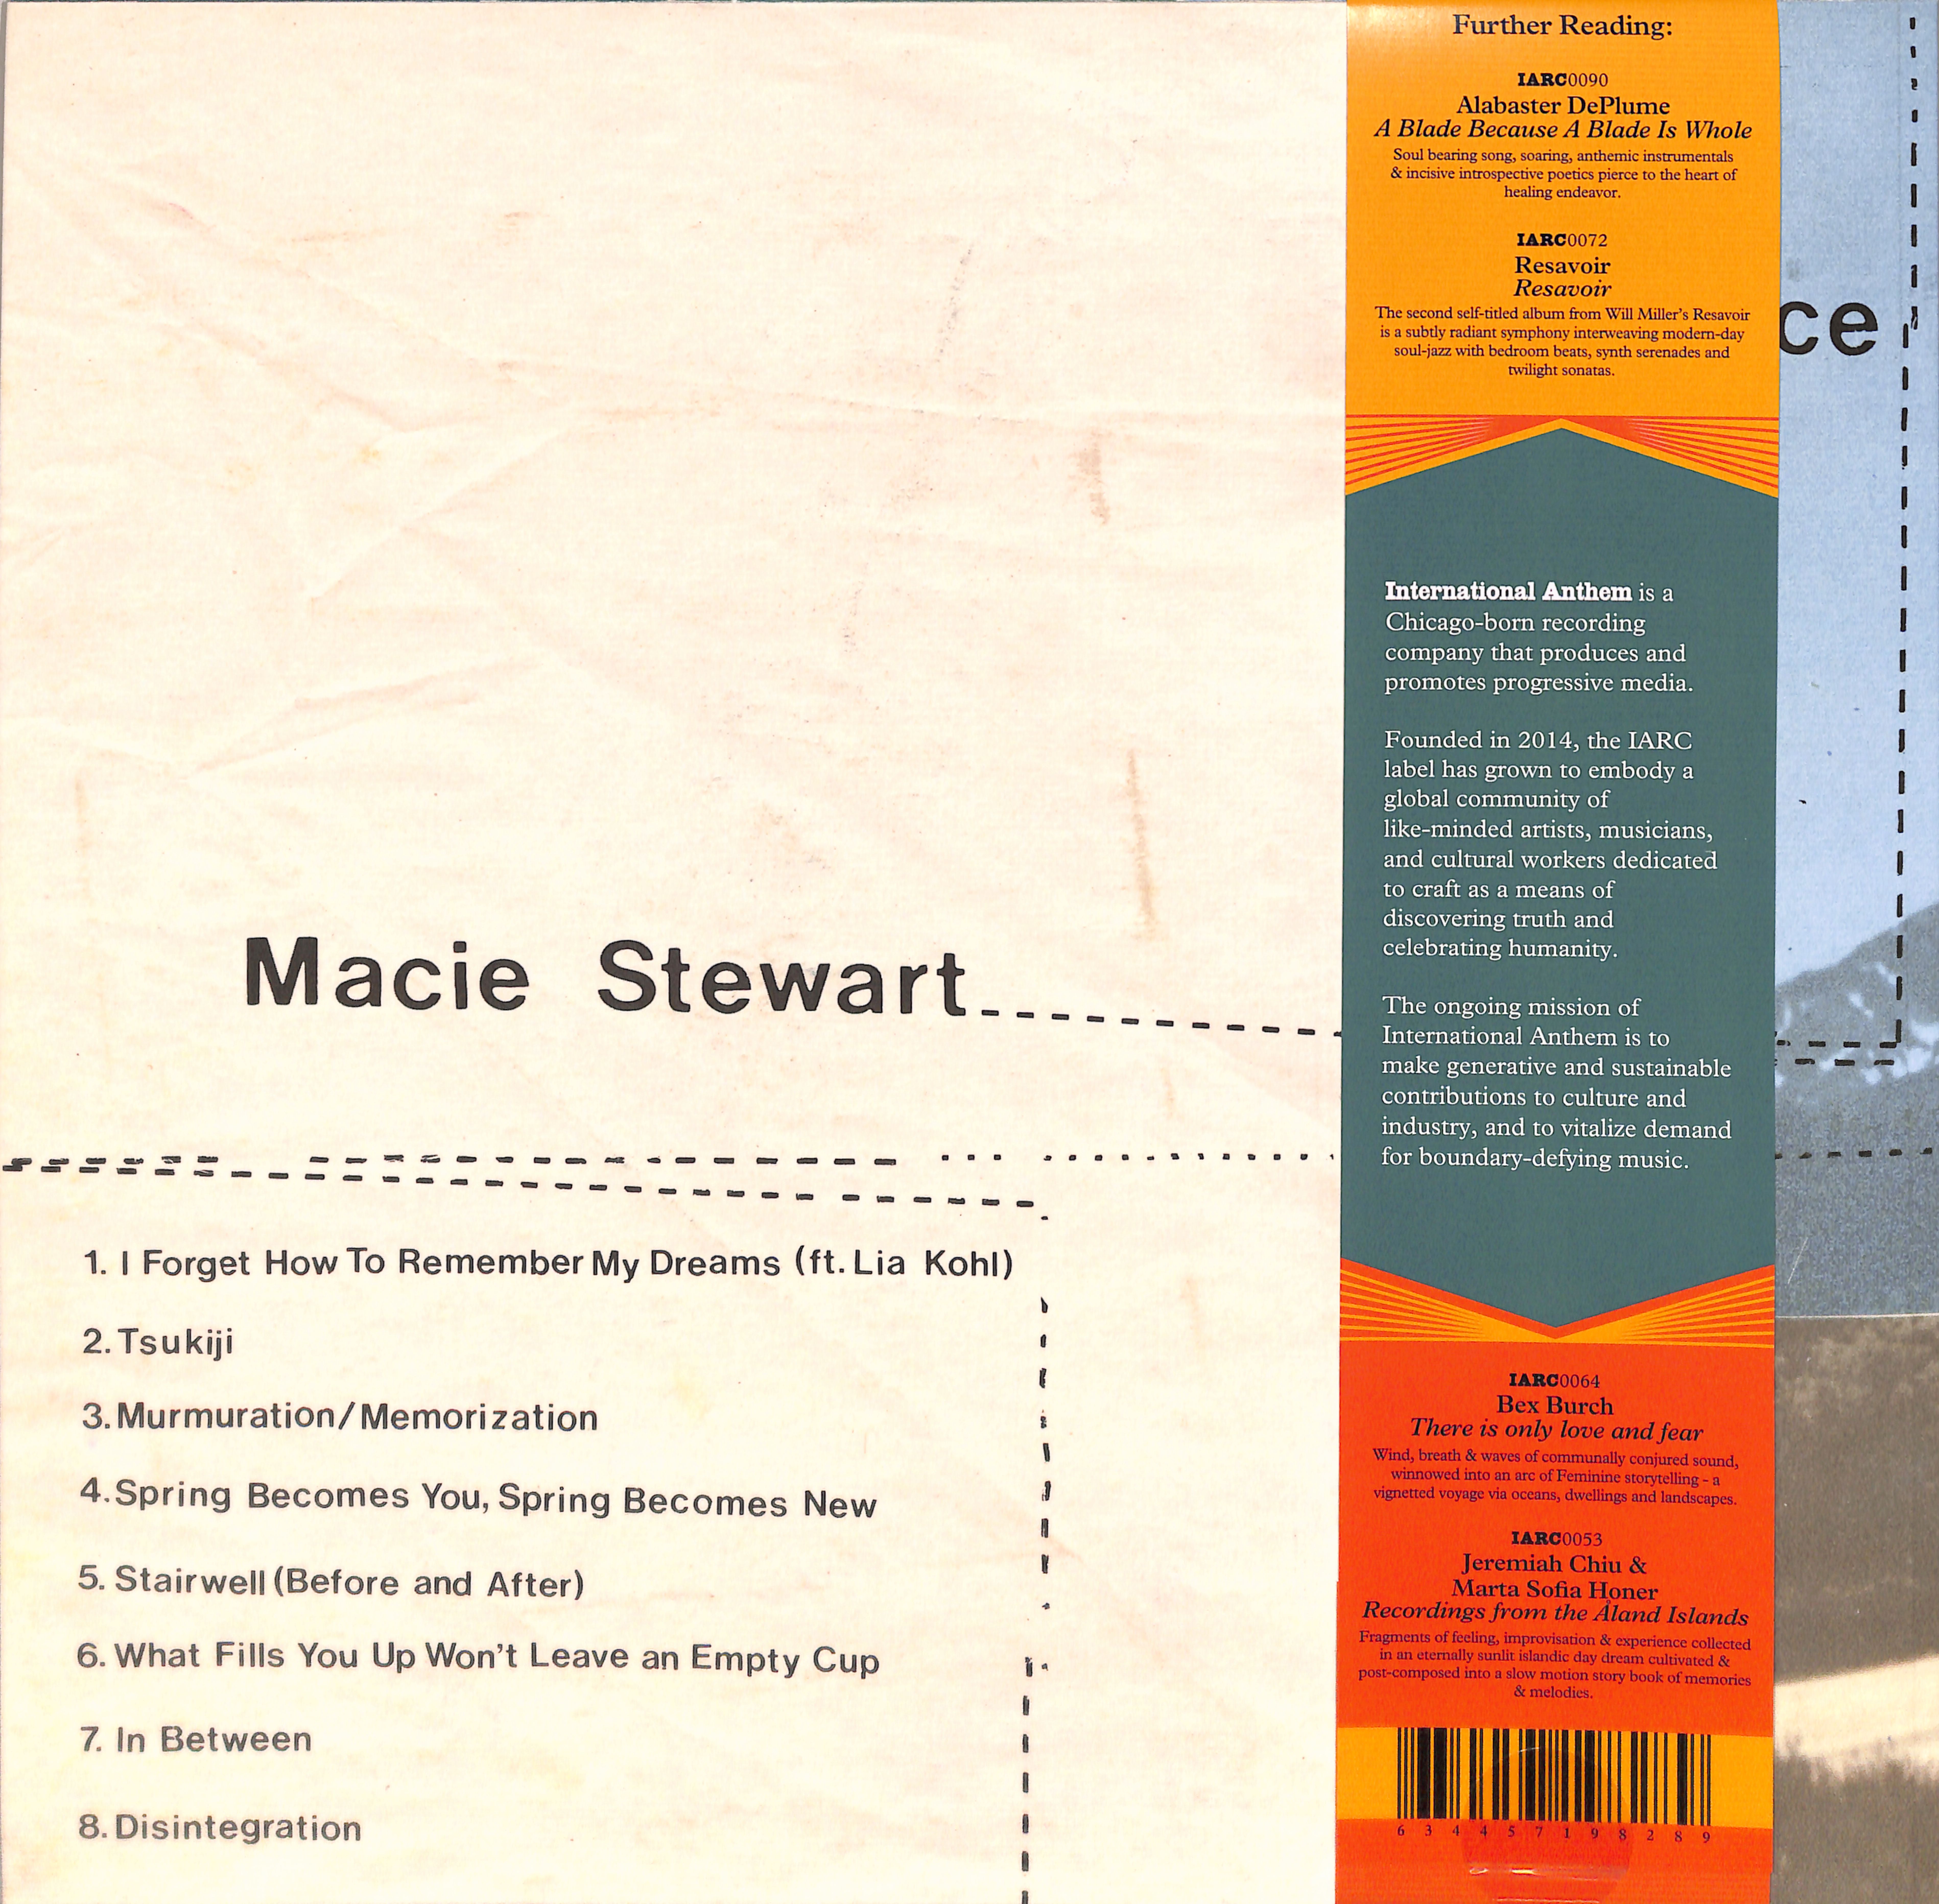 Macie Stewart
1. I Forget How To Remember My Dreams (ft. Lia Kohl)
2. Tsukiji
3. Murmuration/Memorization
4. Spring Becomes You, Spring Becomes New
5. Stairwell (Before and After)
6. What Fills You Up Won't Leave an Empty Cup
7. In Between
8. Disintegration
Further Reading:
IARC0090
Alabaster DePlume
A Blade Because A Blade Is Whole
Soul bearing song, soaring, anthemic instrumentals
& incisive introspective poetics pierce to the heart of
healing endeavor.
IARC0072
Resavoir
Resavoir
The second self-titled album from Will Miller's Resavoir
is a subtly radiant symphony interweaving modern-day
soul-jazz with bedroom beats, synth serenades and
twilight sonatas.
International Anthem is a
Chicago-born recording
company that produces and
promotes progressive media.
Founded in 2014, the IARC
label has grown to embody a
global community of
like-minded artists, musicians,
and cultural workers dedicated
to craft as a means of
discovering truth and
celebrating humanity.
The ongoing mission of
International Anthem is to
make generative and sustainable
contributions to culture and
industry, and to vitalize demand
for boundary-defying music.
IARC0064
Bex Burch
There is only love and fear
Wind, breath & waves of communally conjured sound,
winnowed into an arc of Feminine storytelling - a
vignetted voyage via oceans, dwellings and landscapes.
IARC0053
Jeremiah Chiu &
Marta Sofia Honer
Recordings from the Åland Islands
Fragments of feeling, improvisation & experience collected
in an eternally sunlit islandic day dream cultivated &
post-composed into a slow motion story book of memories
& melodies.
634457198289
ce